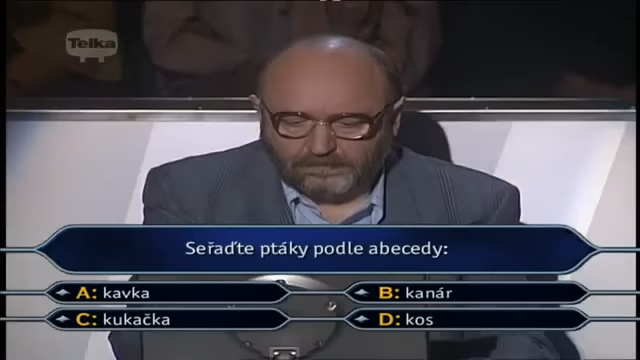 Telka
Seřaďte ptáky podle abecedy:
A: kavka
B: kanár
C: kukačka
D: kos